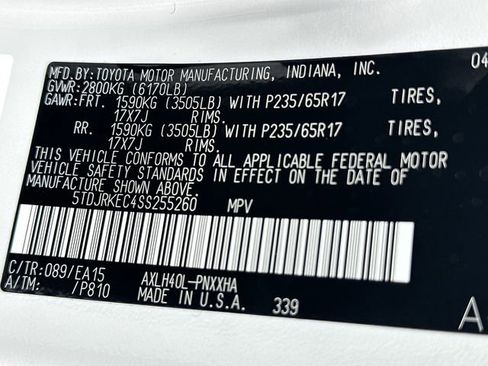 MFD.BY:TOYOTA MOTOR MANUFACTURING, INDIANA, INC. 04
GVWR:2800KG (6170LB)
GAWR:FRT. 1590KG (3505LB) WITH P235/65R17 TIRES,
17X7J RIMS.
RR. 1590KG (3505LB) WITH P235/65R17 TIRES,
17X7J RIMS.
THIS VEHICLE CONFORMS TO ALL APPLICABLE FEDERAL MOTOR
VEHICLE SAFETY STANDARDS IN EFFECT ON THE DATE OF
MANUFACTURE SHOWN ABOVE.
5TDJRKEC4SS255260 MPV
C/TR:089/EA15 AXLH40L-PNXXHA
A/TM: /P810 MADE IN U.S.A. 339 A